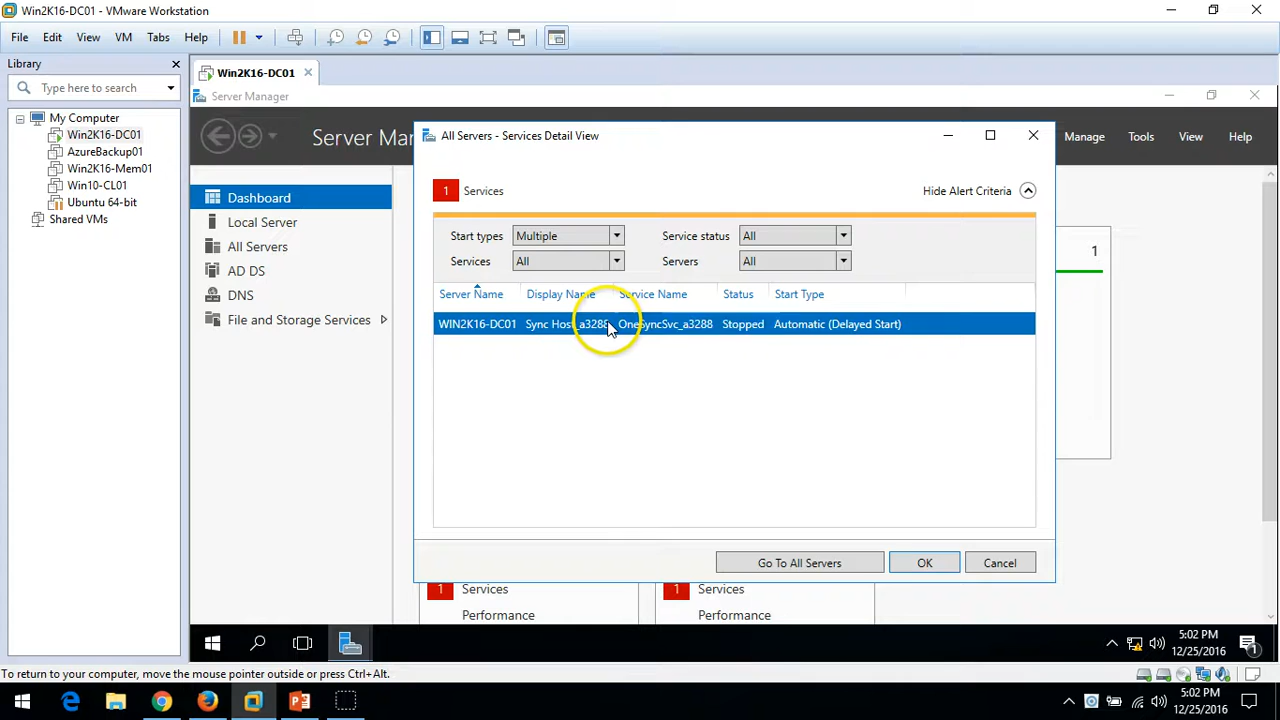 Win2K16-DC01 - VMware Workstation
File Edit View VM Tabs Help
Library
Type here to search
My Computer
Win2K16-DC01
AzureBackup01
Win2K16-Mem01
Win10-CL01
Ubuntu 64-bit
Shared VMs
Win2K16-DC01
Server Manager
Server Mar
Manage Tools View Help
Dashboard
Local Server
All Servers
AD DS
DNS
File and Storage Services
All Servers - Services Detail View
1 Services
Hide Alert Criteria
Start types Multiple Service status All
Services All Servers All
Server Name Display Name Service Name Status Start Type
WIN2K16-DC01 Sync Host_a3288 OneSyncSvc_a3288 Stopped Automatic (Delayed Start)
Go To All Servers OK Cancel
1
1 Services
Performance
1 Services
Performance
5:02 PM
12/25/2016
1
To return to your computer, move the mouse pointer outside or press Ctrl+Alt.
5:02 PM
12/25/2016